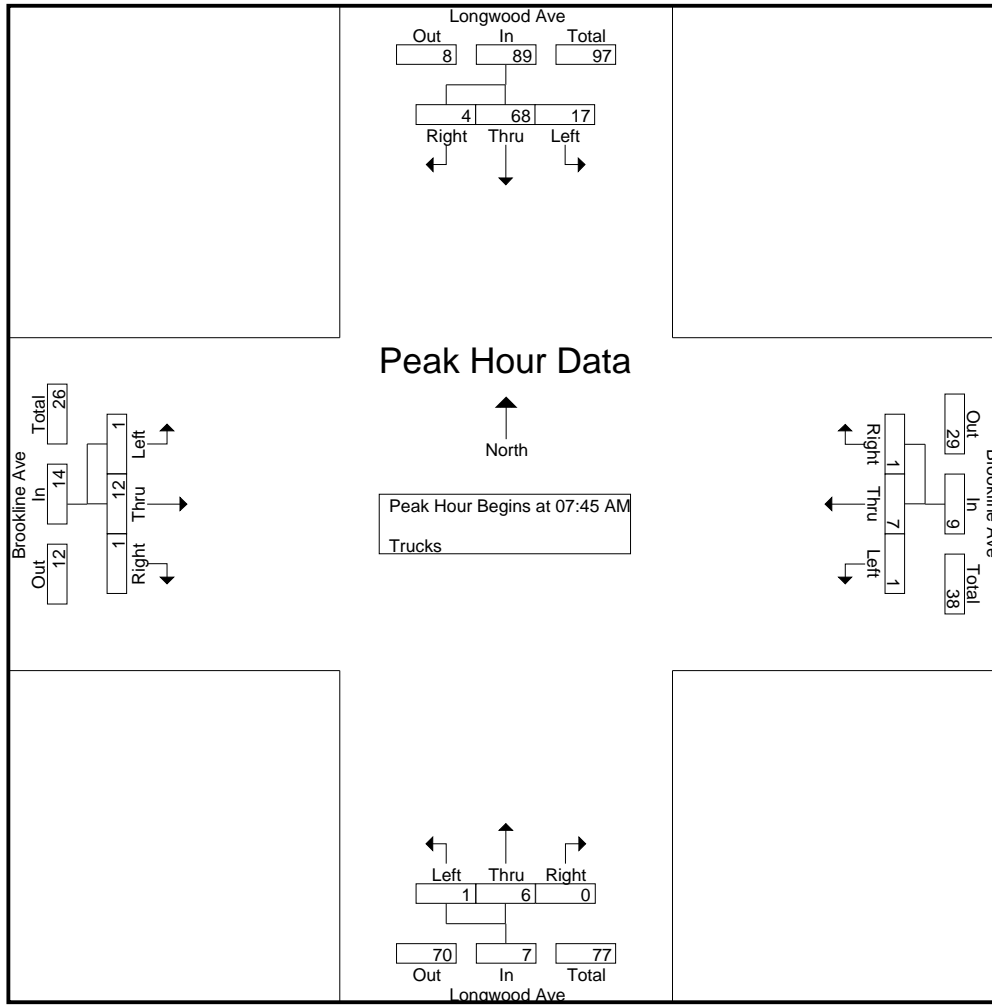 Longwood Ave
Out In Total
8 89 97
4 68 17
Right Thru Left
Peak Hour Data
North
Peak Hour Begins at 07:45 AM
Trucks
Brookline Ave
Out In Total
12 14 26
1 12 1
Right Thru Left
Brookline Ave
Out In Total
29 9 38
1 7 1
Right Thru Left
Left Thru Right
1 6 0
70 7 77
Out In Total
Longwood Ave